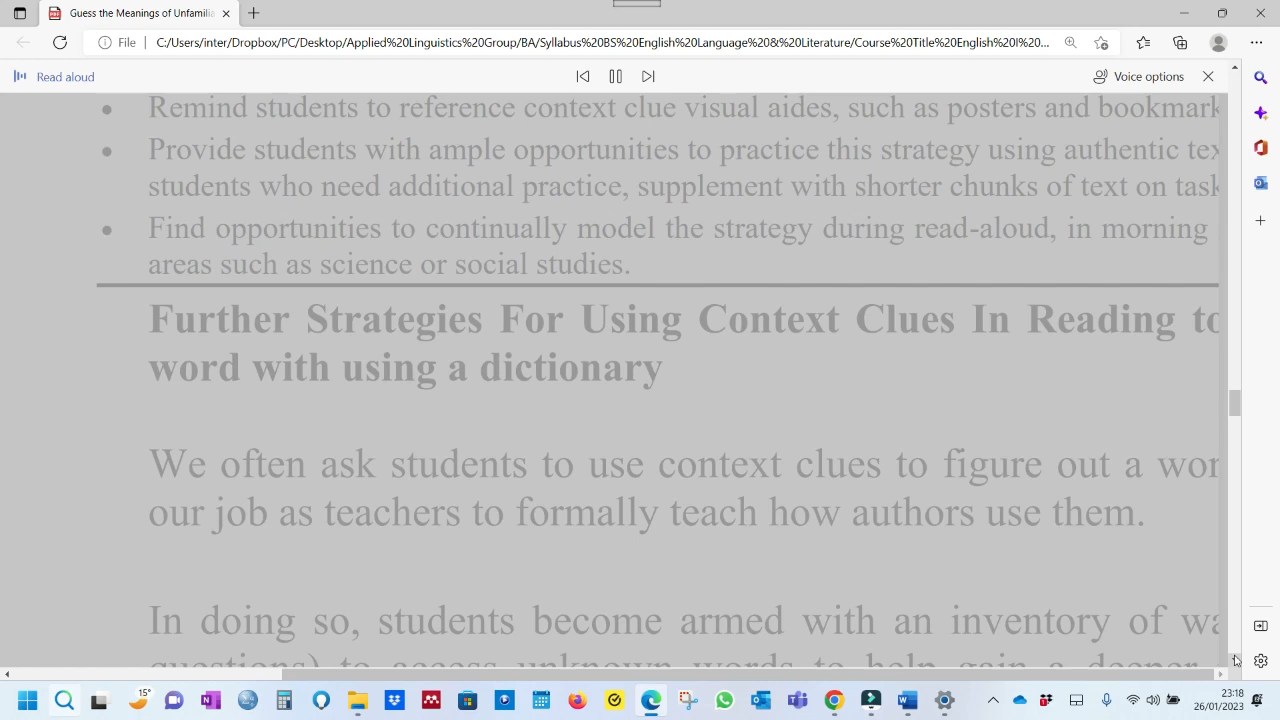 Guess the Meanings of Unfamilia
File
C:/Users/inter/Dropbox/PC/Desktop/Applied%20Linguistics%20Group/BA/Syllabus%20BS%20English%20Language%20&%20Literature/Course%20Title%20English%20I%20...
Read aloud
Voice options
• Remind students to reference context clue visual aides, such as posters and bookmark
• Provide students with ample opportunities to practice this strategy using authentic tex
students who need additional practice, supplement with shorter chunks of text on task
• Find opportunities to continually model the strategy during read-aloud, in morning
areas such as science or social studies.
Further Strategies For Using Context Clues In Reading to
word with using a dictionary
We often ask students to use context clues to figure out a wor
our job as teachers to formally teach how authors use them.
In doing so, students become armed with an inventory of wa
questions) to access unknown words to help gain a deeper
15°
23:18
26/01/2023